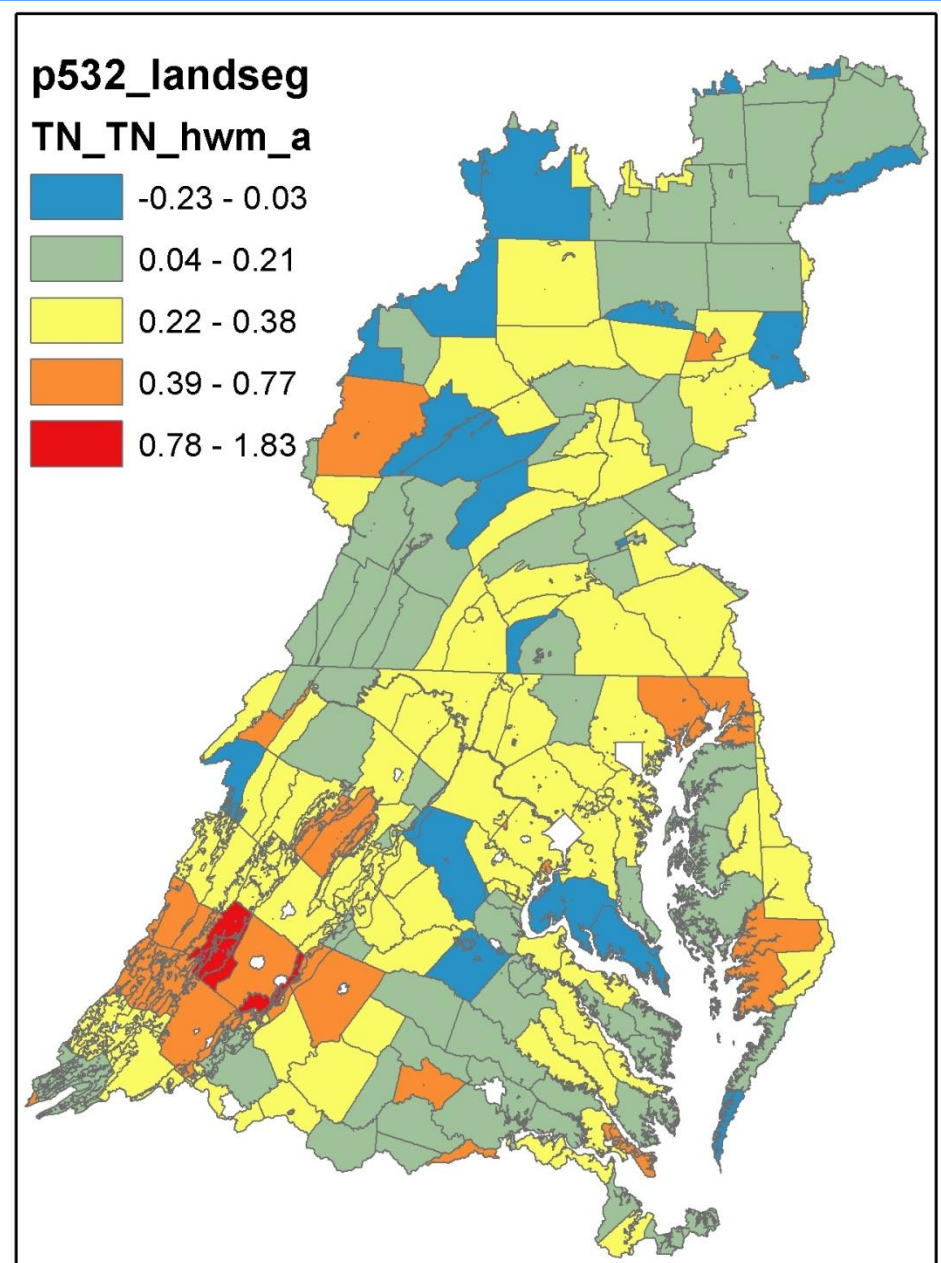 p532_landseg
TN_TN_hwm_a
-0.23 - 0.03
0.04 - 0.21
0.22 - 0.38
0.39 - 0.77
0.78 - 1.83